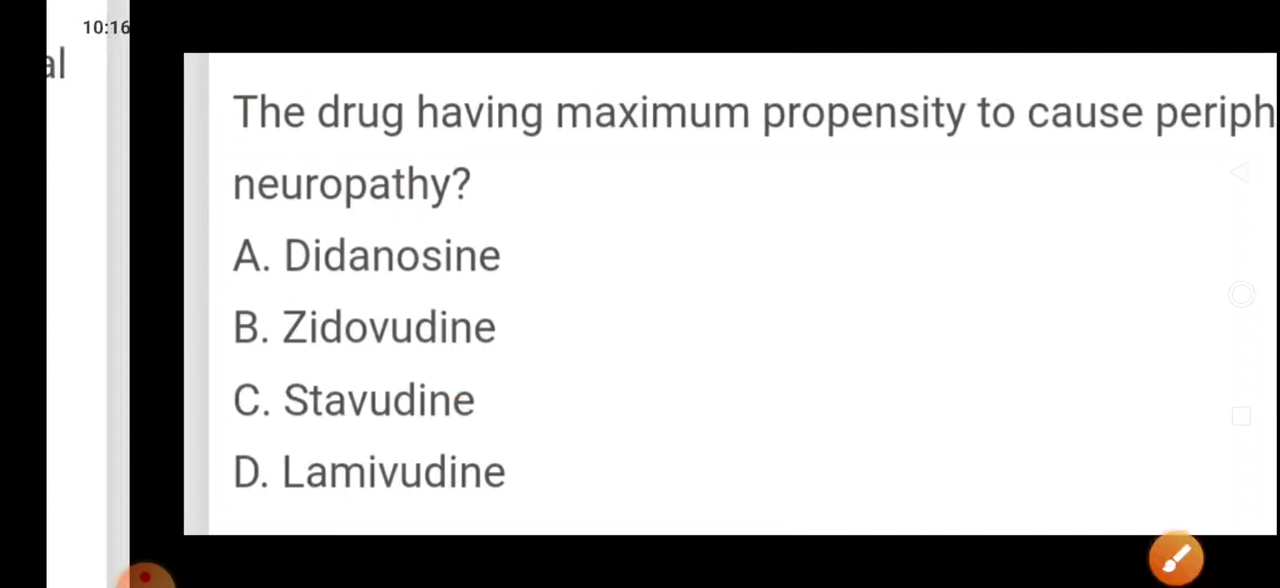 10:16
al
The drug having maximum propensity to cause periph
neuropathy?
A. Didanosine
B. Zidovudine
C. Stavudine
D. Lamivudine